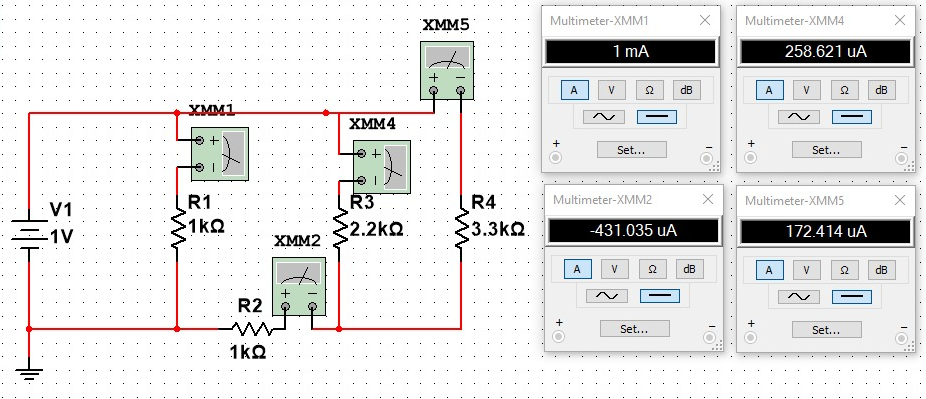 XMM5
XMM1
XMM4
V1
1V
R1
1kΩ
R3
2.2kΩ
R4
3.3kΩ
XMM2
R2
1kΩ
+ −
+
+
+ −
Multimeter-XMM1
1 mA
A V Ω dB
Set...
+ −
Multimeter-XMM4
258.621 uA
A V Ω dB
Set...
+ −
Multimeter-XMM2
-431.035 uA
A V Ω dB
Set...
+ −
Multimeter-XMM5
172.414 uA
A V Ω dB
Set...
+ −